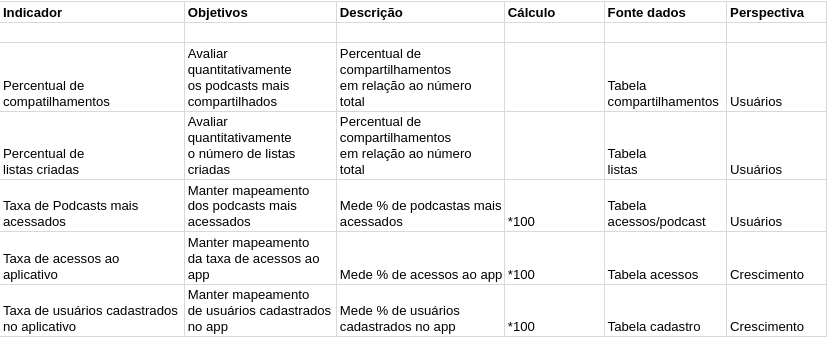 Indicador Objetivos Descrição Cálculo Fonte dados Perspectiva
Percentual de
compatilhamentos
Avaliar
quantitativamente
os podcasts mais
compartilhados
Percentual de
compartilhamentos
em relação ao número
total
Tabela
compartilhamentos
Usuários
Percentual de
listas criadas
Avaliar
quantitativamente
o número de listas
criadas
Percentual de
compartilhamentos
em relação ao número
total
Tabela
listas
Usuários
Taxa de Podcasts mais
acessados
Manter mapeamento
dos podcasts mais
acessados
Mede % de podcastas mais
acessados
*100
Tabela
acessos/podcast
Usuários
Taxa de acessos ao
aplicativo
Manter mapeamento
da taxa de acessos ao
app
Mede % de acessos ao app
*100
Tabela acessos
Crescimento
Taxa de usuários cadastrados
no aplicativo
Manter mapeamento
de usuários cadastrados
no app
Mede % de usuários
cadastrados no app
*100
Tabela cadastro
Crescimento